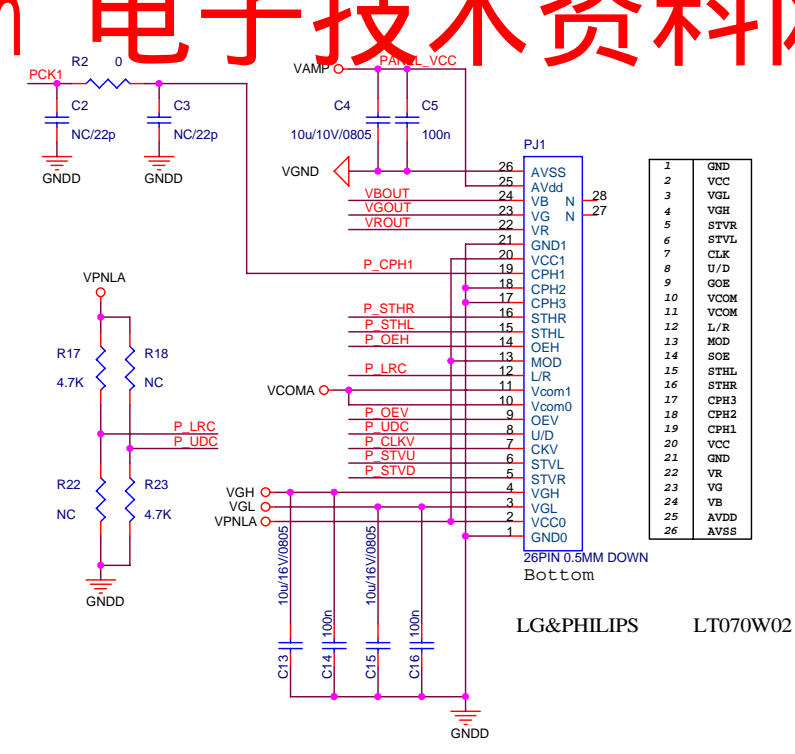 n 电子技术资料网
R2 0
VAMP
PANEL_VCC
PCK1
C2
NC/22p
C3
NC/22p
GNDD
GNDD
C4
10u/10V/0805
C5
100n
VGND
PJ1
26 AVSS
25 AVdd
VBOUT 24 VB N 28
VGOUT 23 VG N 27
VROUT 22 VR
21 GND1
20 VCC1
P_CPH1 19 CPH1
18 CPH2
17 CPH3
P_STHR 16 STHR
P_STHL 15 STHL
P_OEH 14 OEH
13 MOD
P_LRC 12 L/R
VCOMA 11 Vcom1
10 Vcom0
P_OEV 9 OEV
P_UDC 8 U/D
P_CLKV 7 CKV
P_STVU 6 STVL
P_STVD 5 STVR
VGH 4 VGH
VGL 3 VGL
VPNLA 2 VCC0
1 GND0
26PIN 0.5MM DOWN
Bottom
VPNLA
R17
4.7K
R18
NC
P_LRC
P_UDC
R22
NC
R23
4.7K
GNDD
10u/16V/0805
C13
100n
C14
10u/16V/0805
C15
100n
C16
GNDD
1 GND
2 VCC
3 VGL
4 VGH
5 STVR
6 STVL
7 CLK
8 U/D
9 GOE
10 VCOM
11 VCOM
12 L/R
13 MOD
14 SOE
15 STHL
16 STHR
17 CPH3
18 CPH2
19 CPH1
20 VCC
21 GND
22 VR
23 VG
24 VB
25 AVDD
26 AVSS
LG&PHILIPS LT070W02